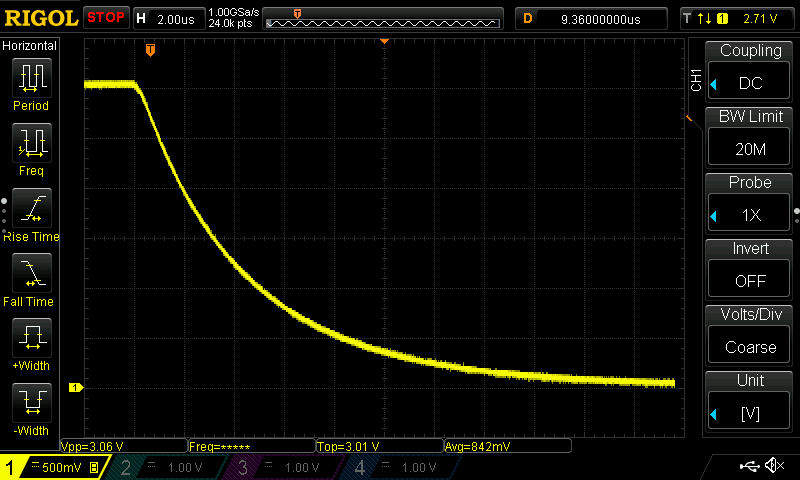 RIGOL STOP H 2.00us 1.00GSa/s 24.0k pts D 9.36000000us T 1 2.71 V
T
Horizontal
Period
Freq
Rise Time
Fall Time
+Width
-Width
1
CH1
Coupling
DC
BW Limit
20M
Probe
1X
Invert
OFF
Volts/Div
Coarse
Unit
[V]
Vpp=3.06 V Freq=***** Top=3.01 V Avg=842mV
1 500mV B 2 1.00 V 3 1.00 V 4 1.00 V